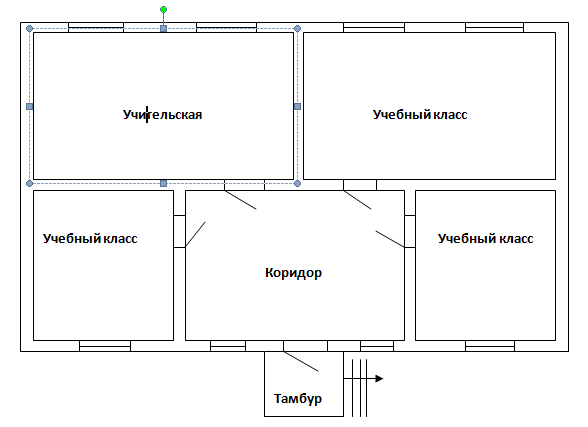 Учительская
Учебный класс
Учебный класс
Учебный класс
Коридор
Тамбур